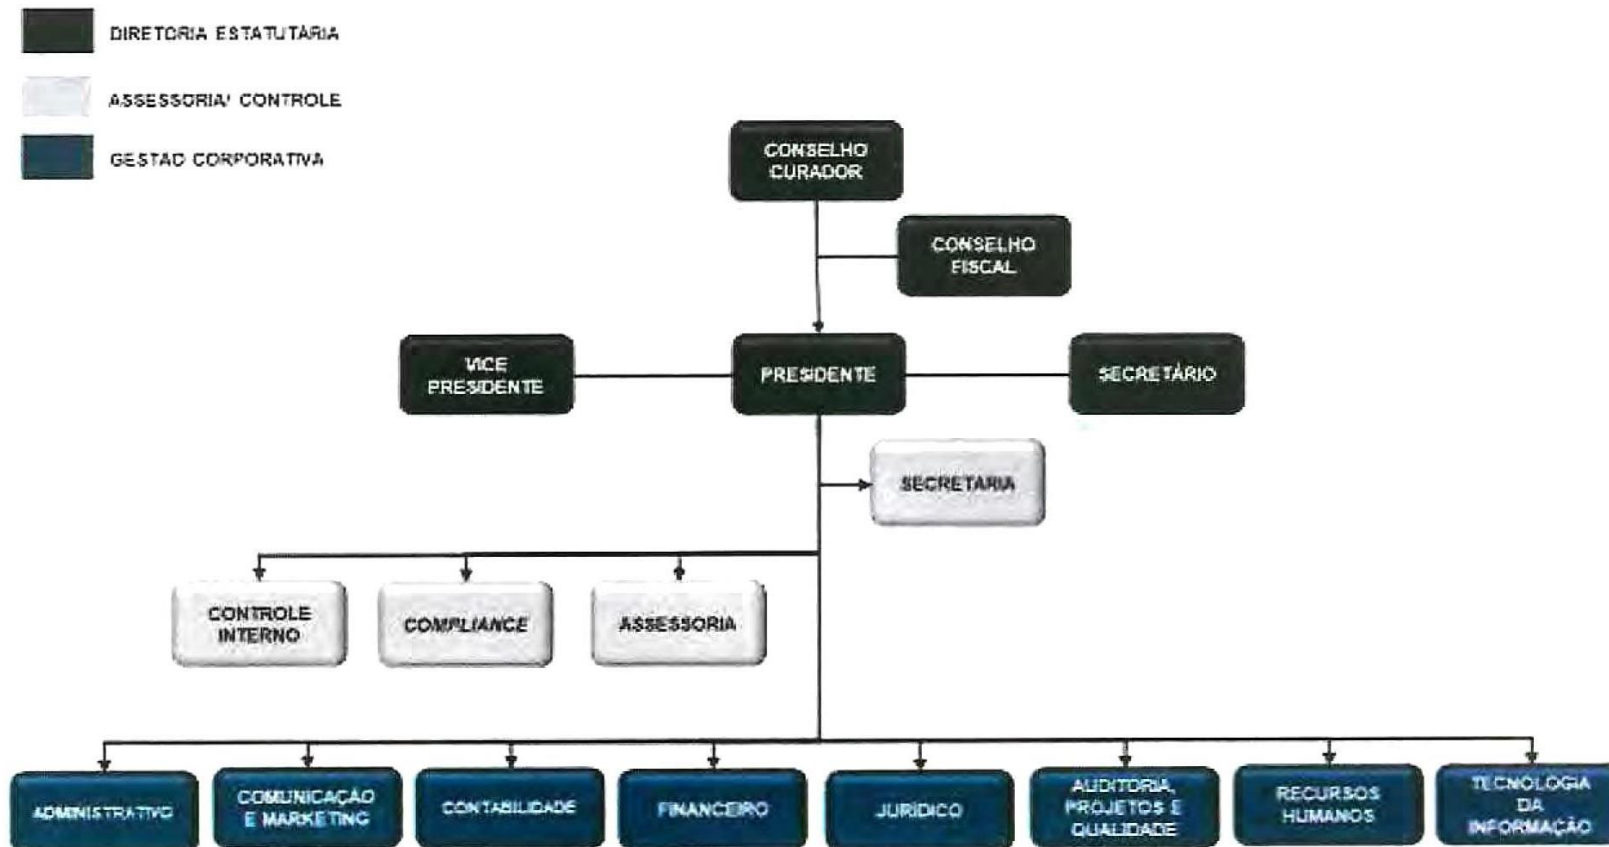 DIRETORIA ESTATUTÁRIA
ASSESSORIA/ CONTROLE
GESTÃO CORPORATIVA
CONSELHO
CURADOR
CONSELHO
FISCAL
VICE
PRESIDENTE
PRESIDENTE
SECRETÁRIO
SECRETARIA
CONTROLE
INTERNO
COMPLIANCE
ASSESSORIA
ADMINISTRATIVO
COMUNICAÇÃO
E MARKETING
CONTABILIDADE
FINANCEIRO
JURÍDICO
AUDITORIA,
PROJETOS E
QUALIDADE
RECURSOS
HUMANOS
TECNOLOGIA
DA
INFORMAÇÃO